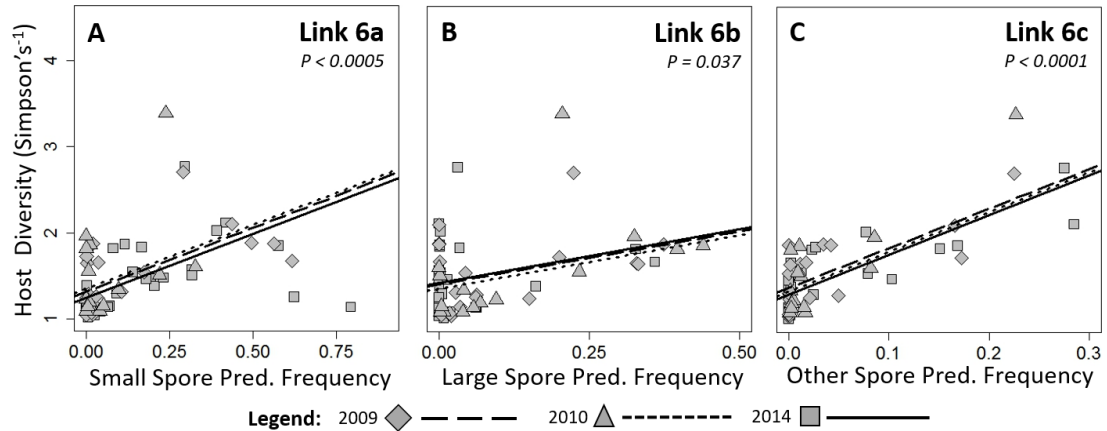 A Link 6a
P < 0.0005
B Link 6b
P = 0.037
C Link 6c
P < 0.0001
Host Diversity (Simpson's⁻¹)
4
3
2
1
0.00 0.25 0.50 0.75
0.00 0.25 0.50
0.0 0.1 0.2 0.3
Small Spore Pred. Frequency
Large Spore Pred. Frequency
Other Spore Pred. Frequency
Legend: 2009 2010 2014